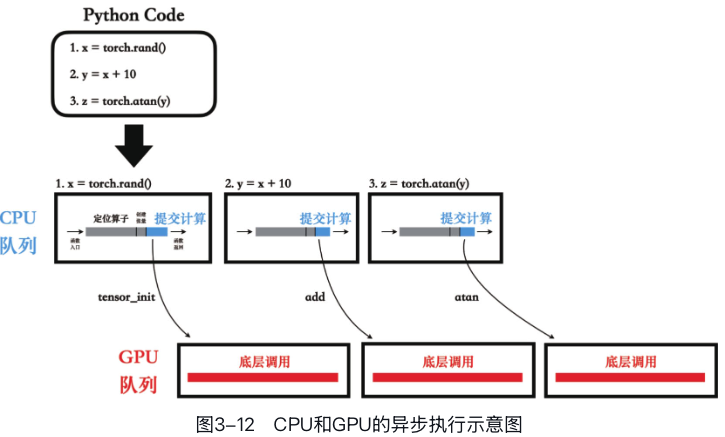 Python Code
1. x = torch.rand()
2. y = x + 10
3. z = torch.atan(y)
1. x = torch.rand()
2. y = x + 10
3. z = torch.atan(y)
CPU
队列
定位算子
创建
张量
提交计算
函数
入口
函数
返回
提交计算
提交计算
tensor_init
add
atan
GPU
队列
底层调用
底层调用
底层调用
图3-12 CPU和GPU的异步执行示意图